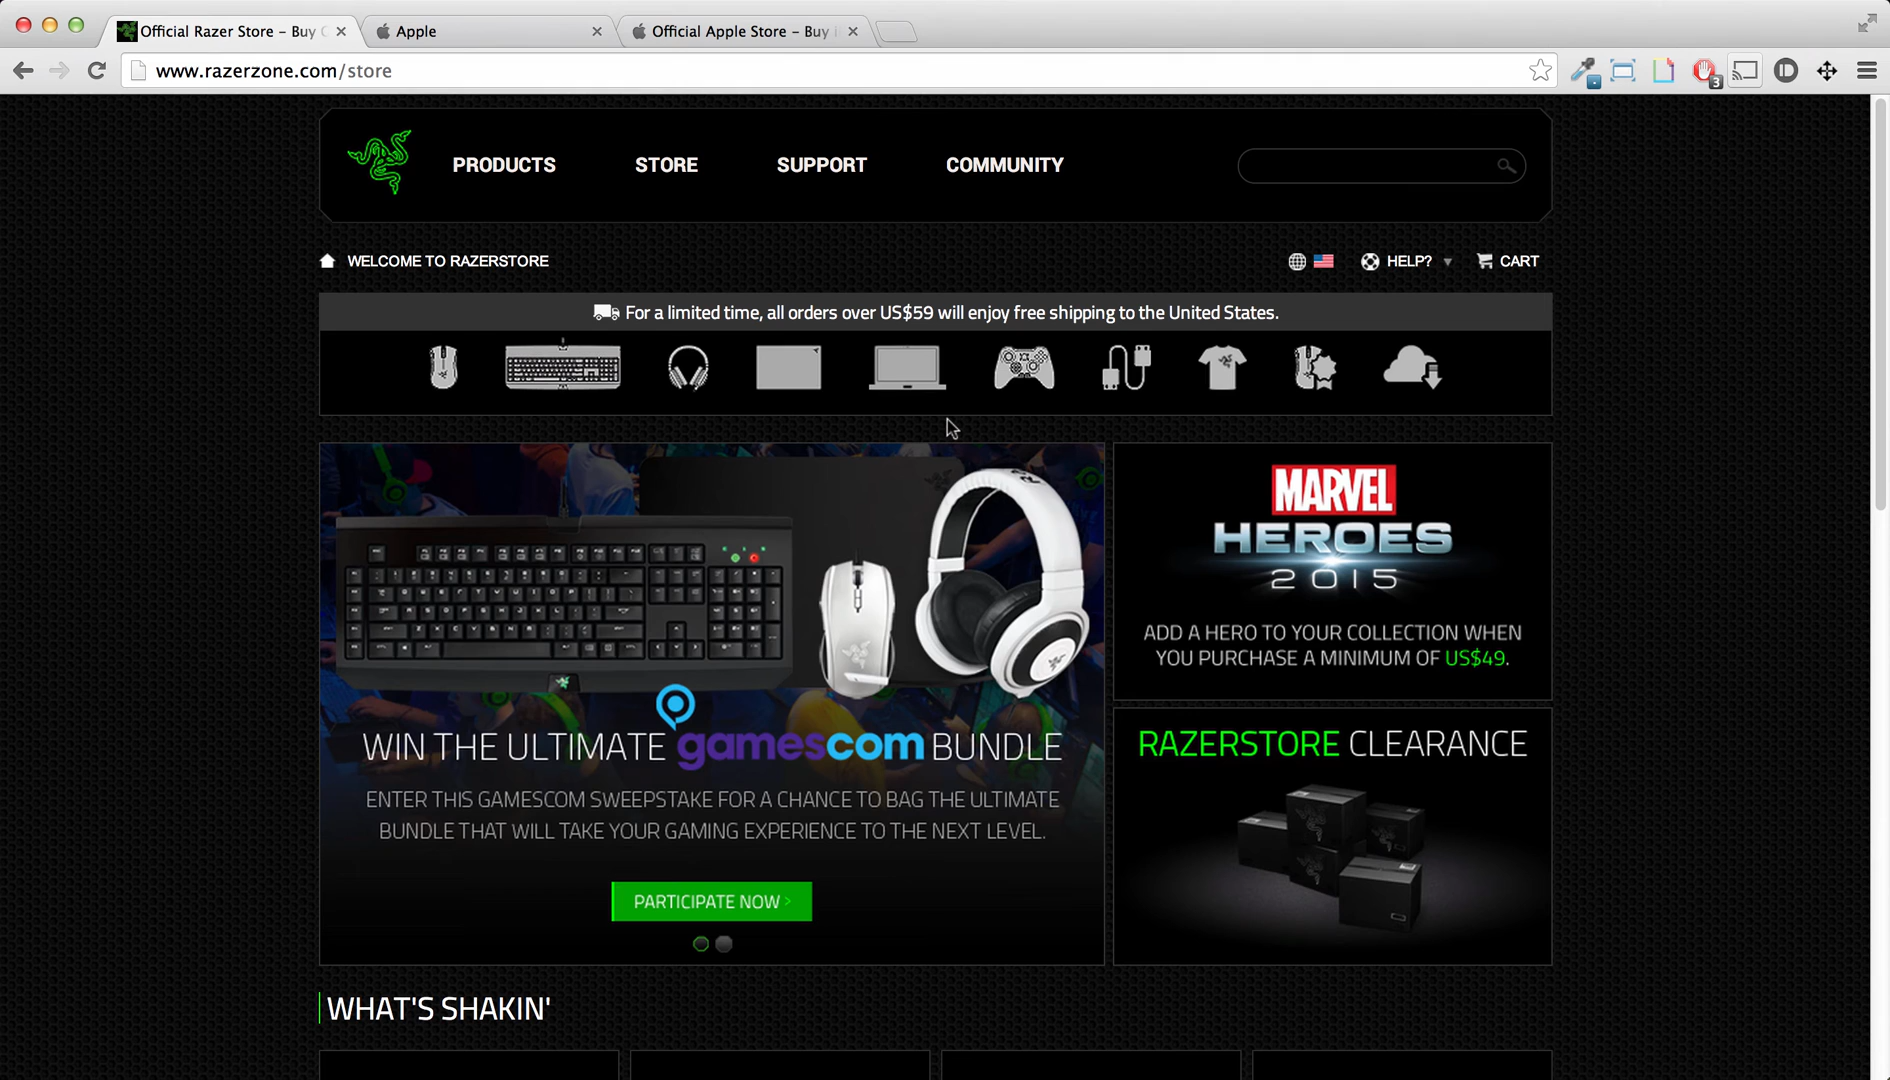 Official Razer Store – Buy
Apple
Official Apple Store – Buy
www.razerzone.com/store
3
PRODUCTS
STORE
SUPPORT
COMMUNITY
WELCOME TO RAZERSTORE
HELP?
CART
For a limited time, all orders over US$59 will enjoy free shipping to the United States.
WIN THE ULTIMATE gamescom BUNDLE
ENTER THIS GAMESCOM SWEEPSTAKE FOR A CHANCE TO BAG THE ULTIMATE
BUNDLE THAT WILL TAKE YOUR GAMING EXPERIENCE TO THE NEXT LEVEL.
PARTICIPATE NOW >
MARVEL
HEROES
2015
ADD A HERO TO YOUR COLLECTION WHEN
YOU PURCHASE A MINIMUM OF US$49.
RAZERSTORE CLEARANCE
WHAT'S SHAKIN'